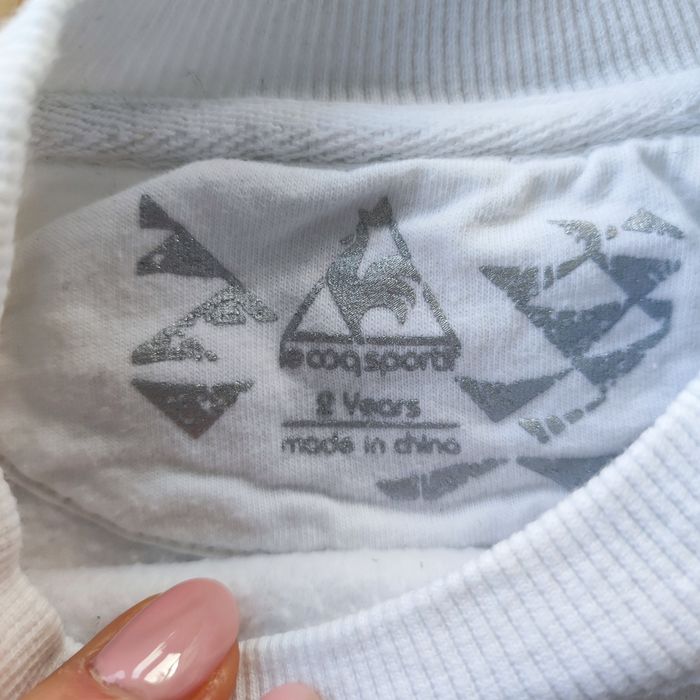 le coq sportif
2 Years
made in china